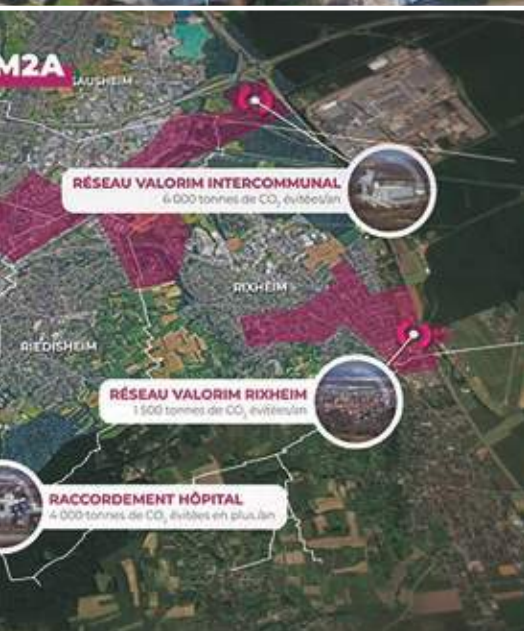 M2A
SAUSHEIM
RÉSEAU VALORIM INTERCOMMUNAL
6 000 tonnes de CO₂ évitées/an
RIXHEIM
RIEDISHEIM
RÉSEAU VALORIM RIXHEIM
1 500 tonnes de CO₂ évitées/an
RACCORDEMENT HÔPITAL
4 000 tonnes de CO₂ évitées en plus/an